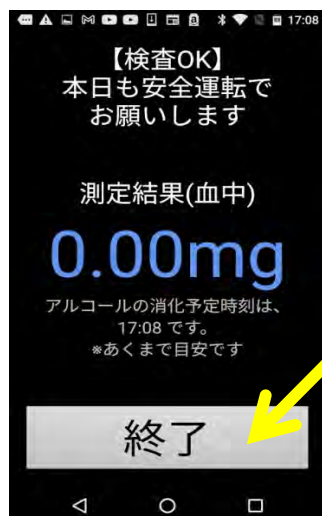 17:08
【検査OK】
本日も安全運転で
お願いします
測定結果(血中)
0.00mg
アルコールの消化予定時刻は、
17:08 です。
※あくまで目安です
終了